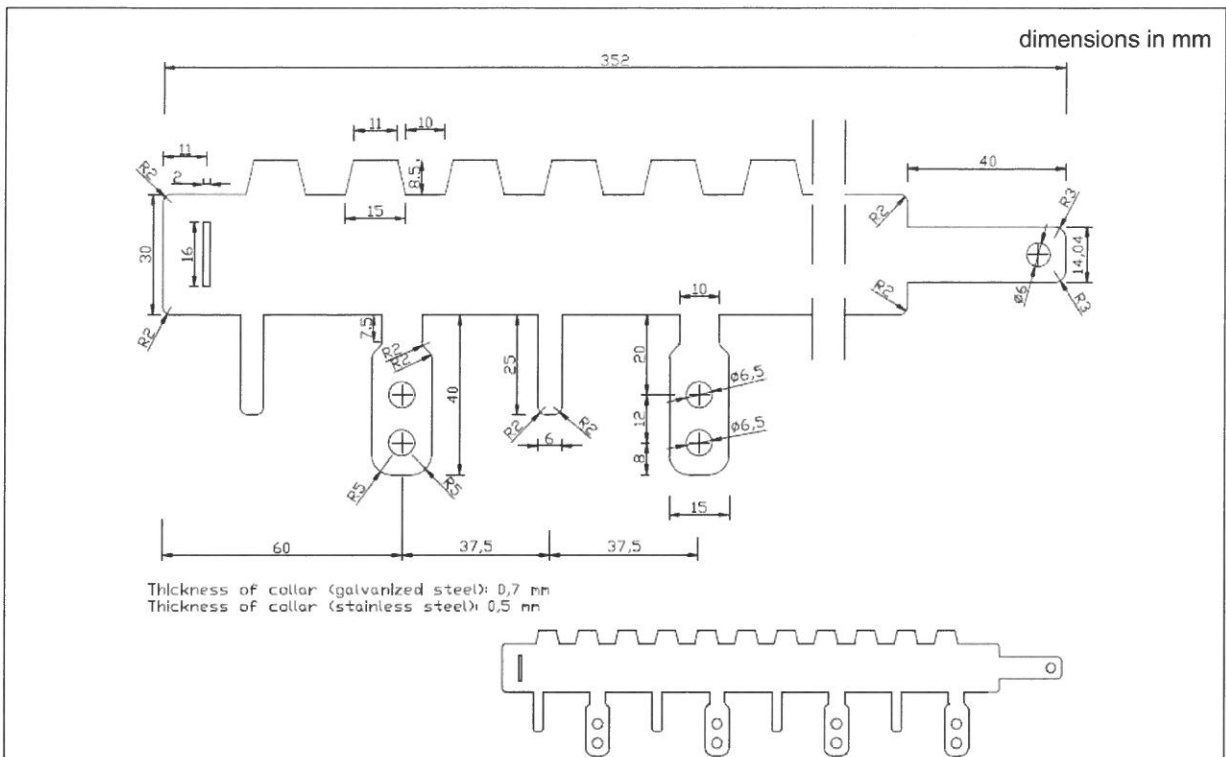 dimensions in mm
352
11 10
11 40
R2 2 8,5 R3
15 R2
30 16 14,04
Ø6
R2 R3
10
R2 7,5
R2
R2 25 40 20
Ø6,5
12
R2 R2 Ø6,5
6 8
R5 R5
15
60 37,5 37,5
Thickness of collar (galvanized steel): 0,7 mm
Thickness of collar (stainless steel): 0,5 mm